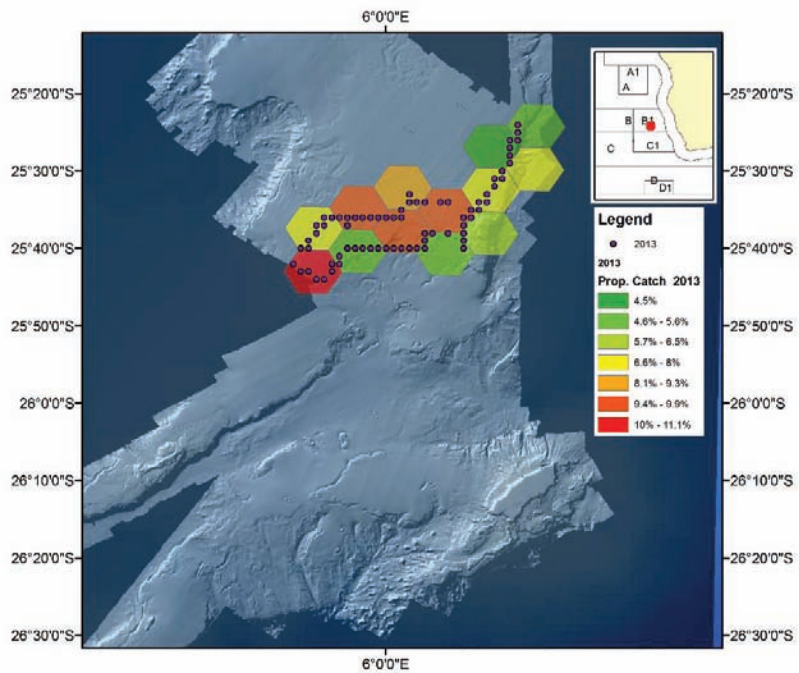 6°0'0"E
25°20'0"S
25°20'0"S
25°30'0"S
25°30'0"S
25°40'0"S
25°40'0"S
25°50'0"S
25°50'0"S
26°0'0"S
26°0'0"S
26°10'0"S
26°10'0"S
26°20'0"S
26°20'0"S
26°30'0"S
26°30'0"S
6°0'0"E
A1
A
B
B1
C
C1
D
D1
Legend
2013
2013
Prop. Catch 2013
4.5%
4.6% - 5.6%
5.7% - 6.5%
6.6% - 8%
8.1% - 9.3%
9.4% - 9.9%
10% - 11.1%